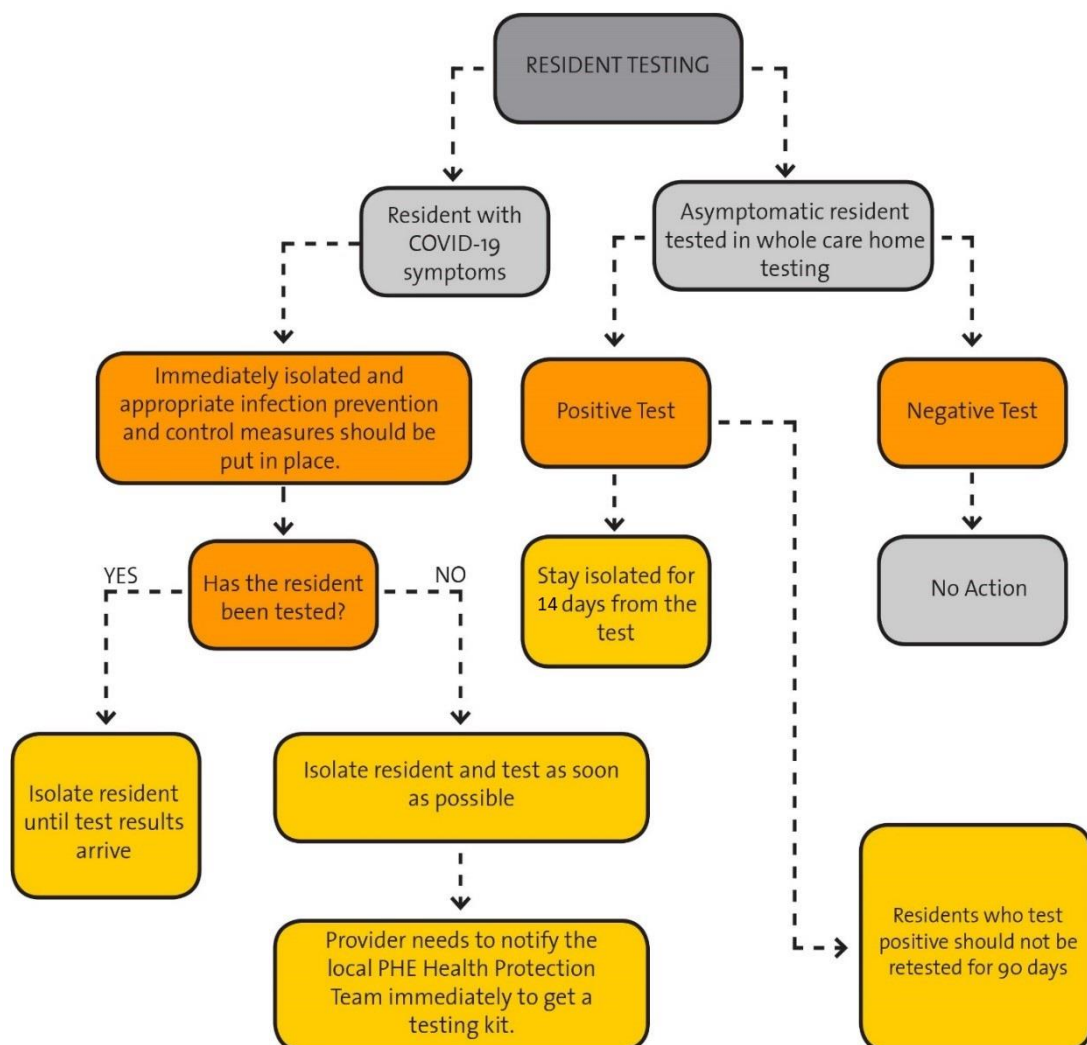 RESIDENT TESTING
Resident with
COVID-19
symptoms
Asymptomatic resident
tested in whole care home
testing
Immediately isolated and
appropriate infection prevention
and control measures should be
put in place.
Positive Test
Negative Test
YES
Has the resident
been tested?
NO
Stay isolated for
14 days from the
test
No Action
Isolate resident
until test results
arrive
Isolate resident and test as soon
as possible
Provider needs to notify the
local PHE Health Protection
Team immediately to get a
testing kit.
Residents who test
positive should not be
retested for 90 days